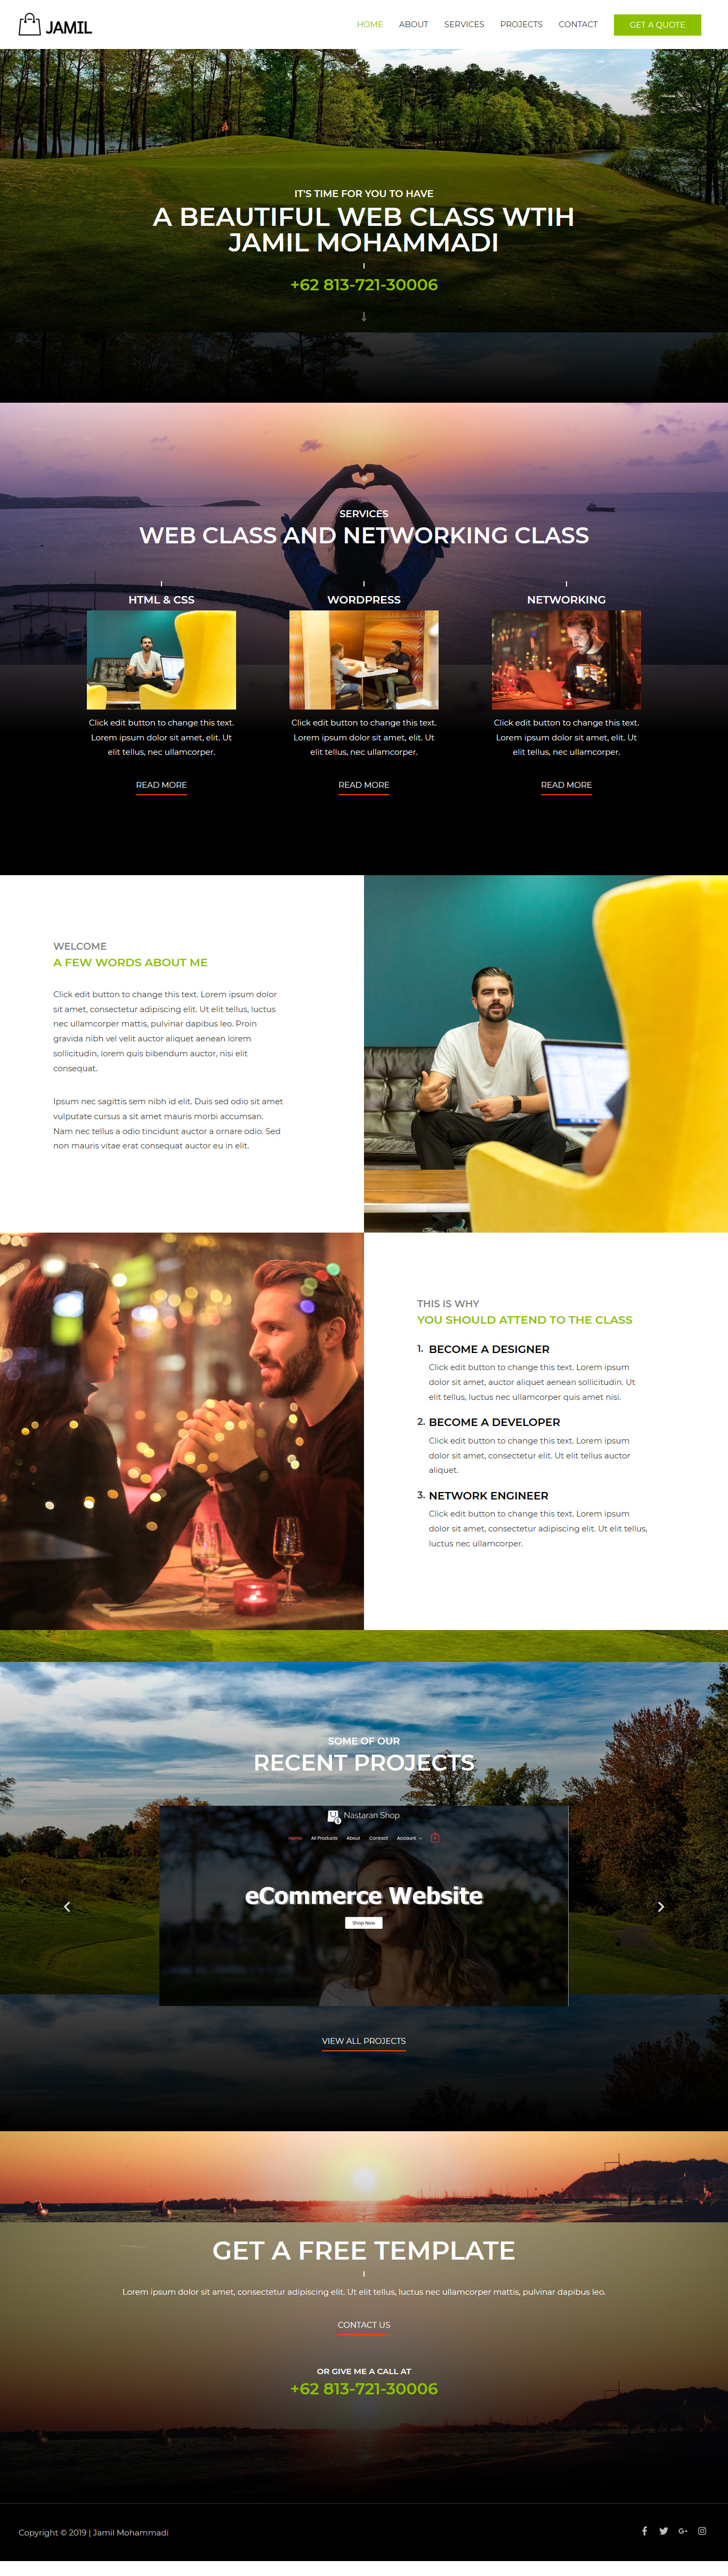 JAMIL
HOME ABOUT SERVICES PROJECTS CONTACT GET A QUOTE
IT'S TIME FOR YOU TO HAVE
A BEAUTIFUL WEB CLASS WTIH
JAMIL MOHAMMADI
+62 813-721-30006
SERVICES
WEB CLASS AND NETWORKING CLASS
HTML & CSS
Click edit button to change this text.
Lorem ipsum dolor sit amet, elit. Ut
elit tellus, nec ullamcorper.
READ MORE
WORDPRESS
Click edit button to change this text.
Lorem ipsum dolor sit amet, elit. Ut
elit tellus, nec ullamcorper.
READ MORE
NETWORKING
Click edit button to change this text.
Lorem ipsum dolor sit amet, elit. Ut
elit tellus, nec ullamcorper.
READ MORE
WELCOME
A FEW WORDS ABOUT ME
Click edit button to change this text. Lorem ipsum dolor
sit amet, consectetur adipiscing elit. Ut elit tellus, luctus
nec ullamcorper mattis, pulvinar dapibus leo. Proin
gravida nibh vel velit auctor aliquet aenean lorem
sollicitudin, lorem quis bibendum auctor, nisi elit
consequat.
Ipsum nec sagittis sem nibh id elit. Duis sed odio sit amet
vulputate cursus a sit amet mauris morbi accumsan.
Nam nec tellus a odio tincidunt auctor a ornare odio. Sed
non mauris vitae erat consequat auctor eu in elit.
THIS IS WHY
YOU SHOULD ATTEND TO THE CLASS
1. BECOME A DESIGNER
Click edit button to change this text. Lorem ipsum
dolor sit amet, auctor aliquet aenean sollicitudin. Ut
elit tellus, luctus nec ullamcorper quis amet nisi.
2. BECOME A DEVELOPER
Click edit button to change this text. Lorem ipsum
dolor sit amet, consectetur elit. Ut elit tellus auctor
aliquet.
3. NETWORK ENGINEER
Click edit button to change this text. Lorem ipsum
dolor sit amet, consectetur adipiscing elit. Ut elit tellus,
luctus nec ullamcorper.
SOME OF OUR
RECENT PROJECTS
Nastaran Shop
Home All Products About Contact Account
eCommerce Website
Shop Now
VIEW ALL PROJECTS
GET A FREE TEMPLATE
Lorem ipsum dolor sit amet, consectetur adipiscing elit. Ut elit tellus, luctus nec ullamcorper mattis, pulvinar dapibus leo.
CONTACT US
OR GIVE ME A CALL AT
+62 813-721-30006
Copyright © 2019 | Jamil Mohammadi